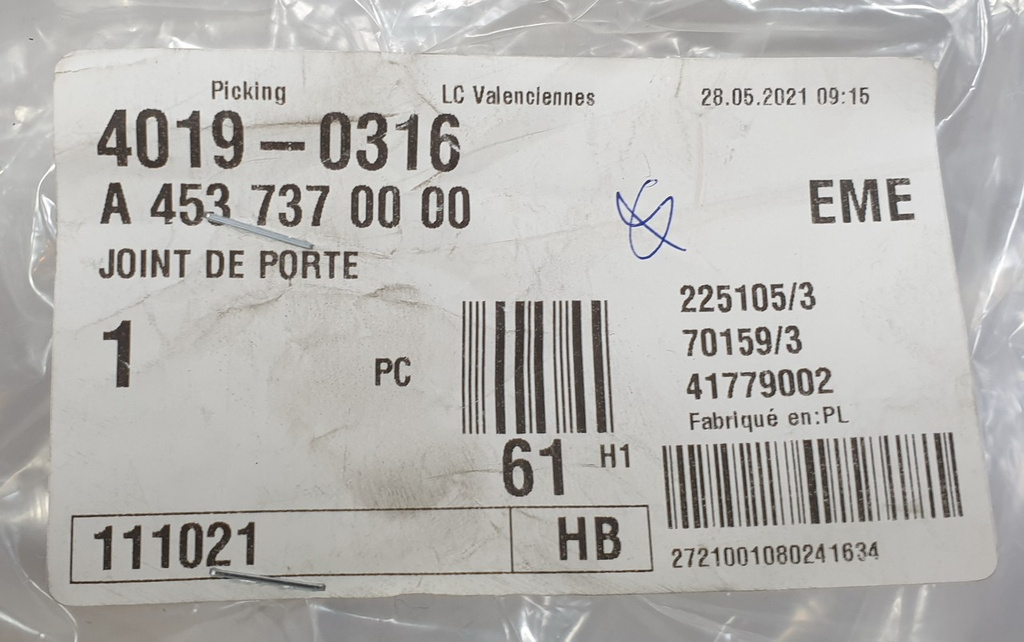 Picking LC Valenciennes 28.05.2021 09:15
4019-0316
A 453 737 00 00
EME
JOINT DE PORTE
225105/3
1 PC
70159/3
41779002
Fabriqué en:PL
61 H1
111021 HB
2721001080241634